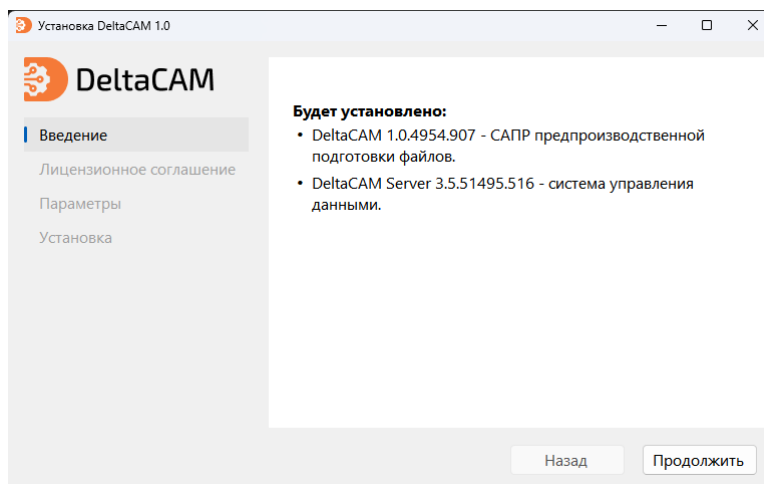 Установка DeltaCAM 1.0
DeltaCAM
Введение
Лицензионное соглашение
Параметры
Установка
Будет установлено:
• DeltaCAM 1.0.4954.907 - САПР предпроизводственной
подготовки файлов.
• DeltaCAM Server 3.5.51495.516 - система управления
данными.
Назад
Продолжить